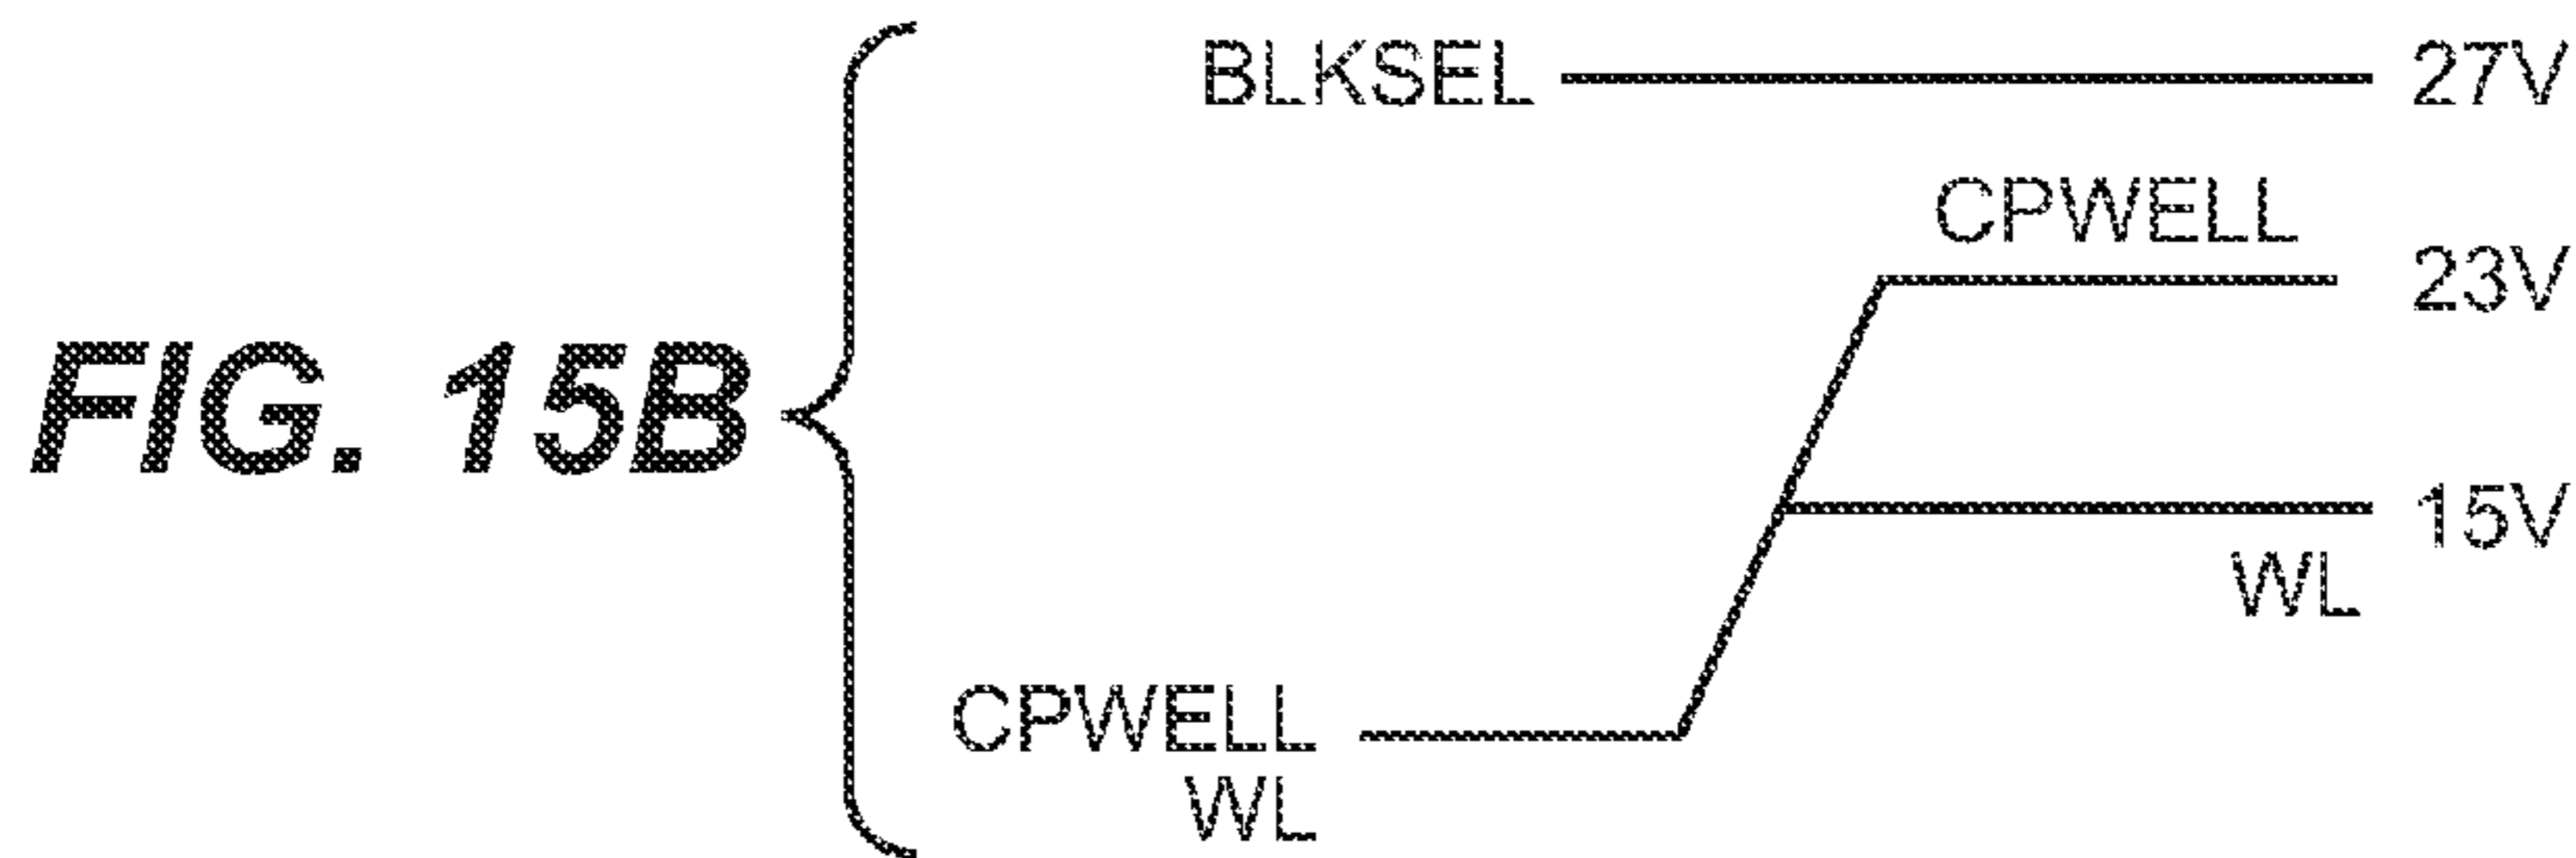 BLKSEL 27V
CPWELL
23V
FIG. 15B
15V
WL
CPWELL
WL